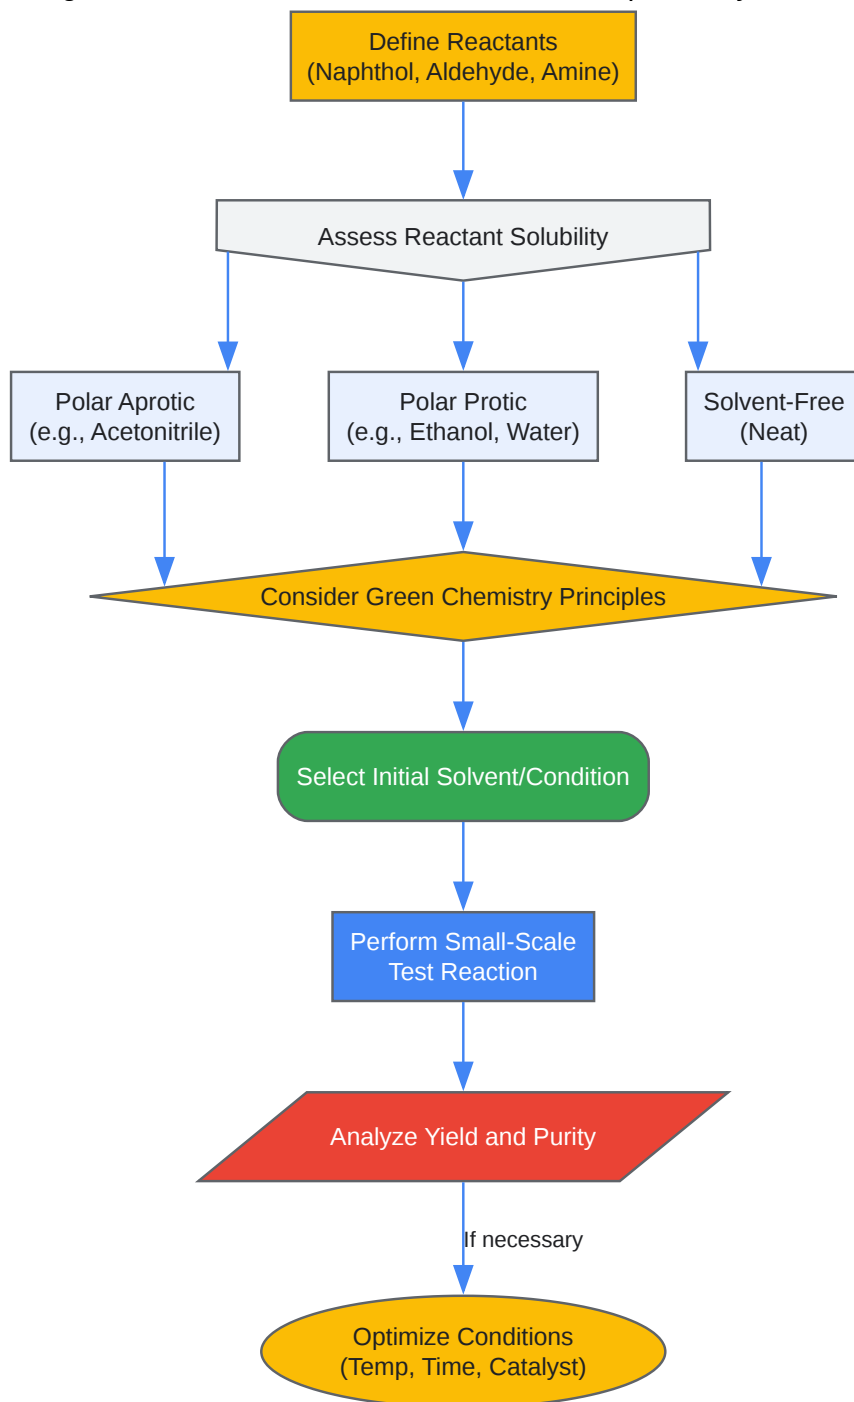 Define Reactants
(Naphthol, Aldehyde, Amine)
Assess Reactant Solubility
Polar Aprotic
(e.g., Acetonitrile)
Polar Protic
(e.g., Ethanol, Water)
Solvent-Free
(Neat)
Consider Green Chemistry Principles
Select Initial Solvent/Condition
Perform Small-Scale
Test Reaction
Analyze Yield and Purity
If necessary
Optimize Conditions
(Temp, Time, Catalyst)